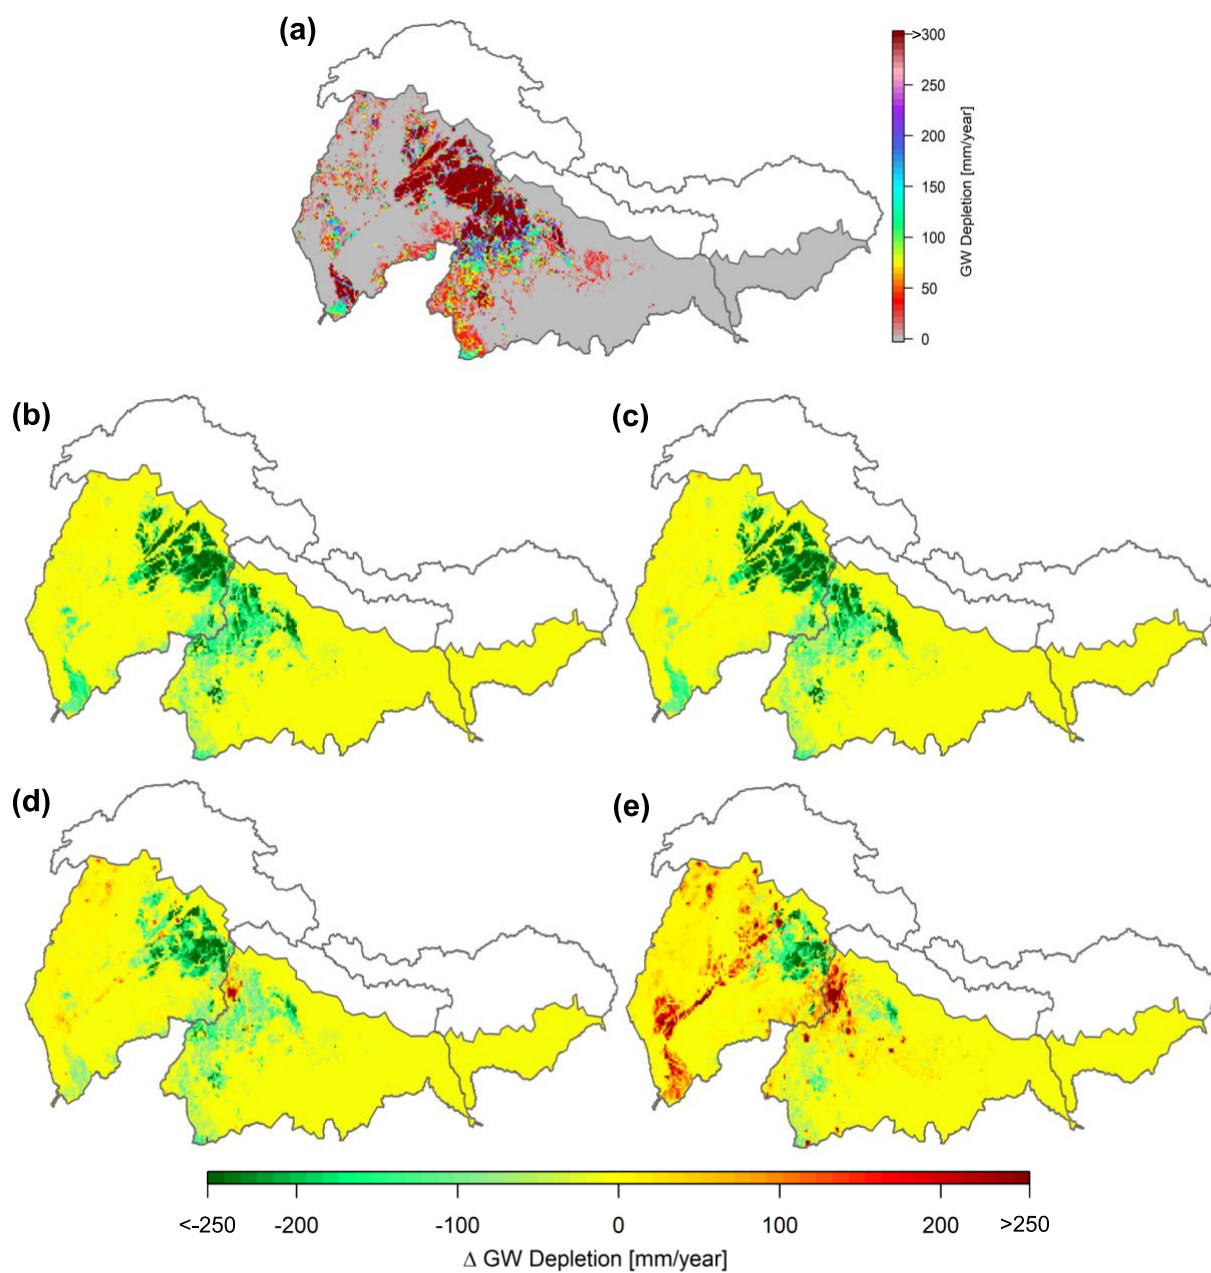 (a)
>300
250
200
150
100
50
0
GW Depletion [mm/year]
(b)
(c)
(d)
(e)
<-250
-200
-100
0
100
200
>250
Δ GW Depletion [mm/year]